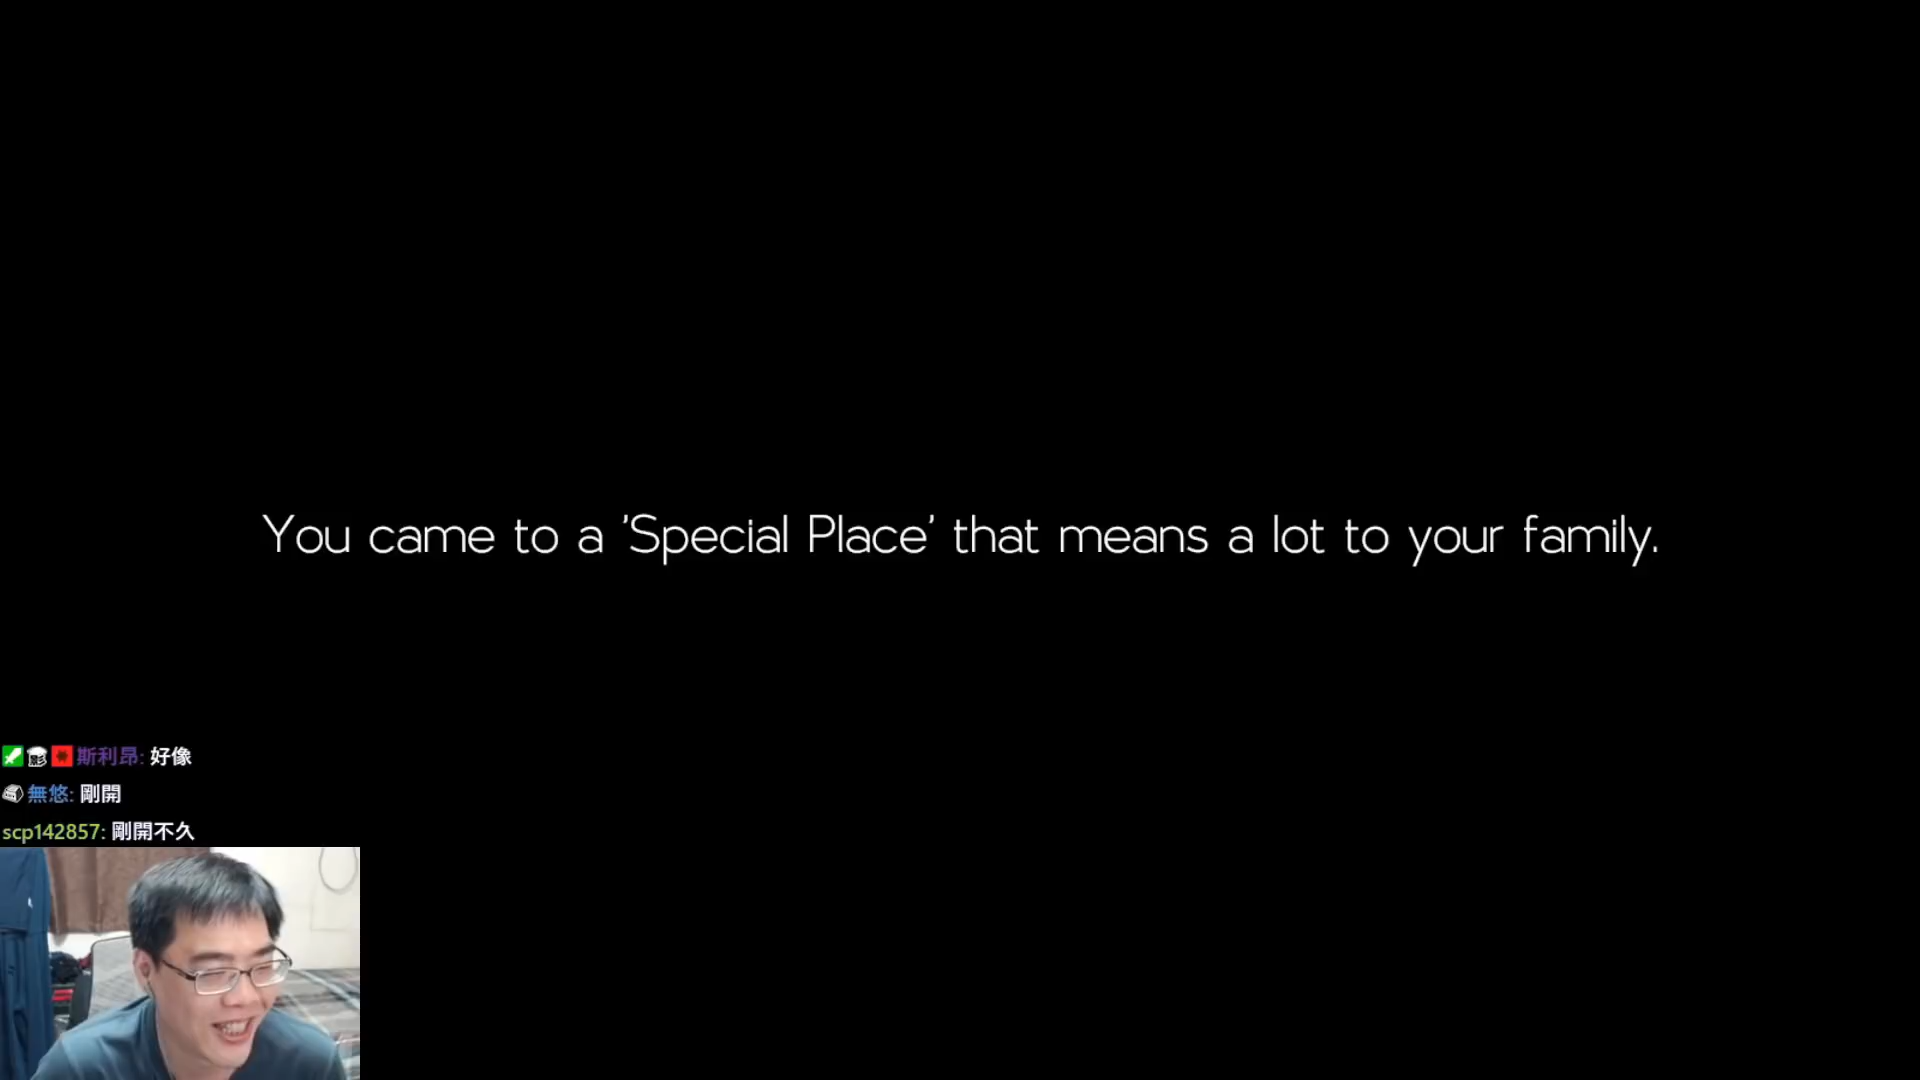 You came to a 'Special Place' that means a lot to your family.
影 斯利昂: 好像
無悠: 剛開
scp142857: 剛開不久